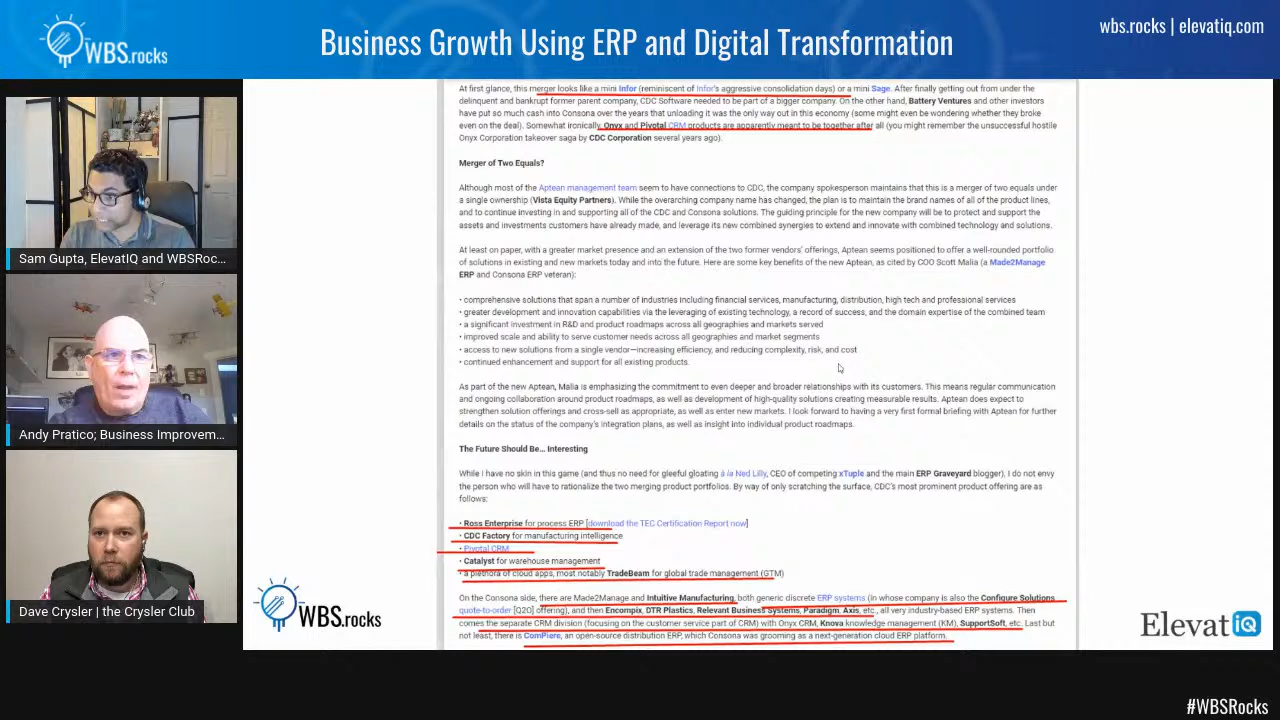 WBS.rocks
Business Growth Using ERP and Digital Transformation
wbs.rocks | elevatiq.com
Sam Gupta, ElevatIQ and WBSRoc...
Andy Pratico; Business Improvem...
Dave Crysler | the Crysler Club
At first glance, this merger looks like a mini Infor (reminiscent of Infor's aggressive consolidation days) or a mini Sage. After finally getting out from under the
delinquent and bankrupt former parent company, CDC Software needed to be part of a bigger company. On the other hand, Battery Ventures and other investors
have put so much cash into Consona over the years that unloading it was the only way out in this economy (some might even be wondering whether they broke
even on the deal). Somewhat ironically, Onyx and Pivotal CRM products are apparently meant to be together after all (you might remember the unsuccessful hostile
Onyx Corporation takeover saga by CDC Corporation several years ago).
Merger of Two Equals?
Although most of the Aptean management team seem to have connections to CDC, the company spokesperson maintains that this is a merger of two equals under
a single ownership (Vista Equity Partners). While the overarching company name has changed, the plan is to maintain the brand names of all of the product lines,
and to continue investing in and supporting all of the CDC and Consona solutions. The guiding principle for the new company will be to protect and support the
assets and investments customers have already made, and leverage its new combined synergies to extend and innovate with combined technology and solutions.
At least on paper, with a greater market presence and an extension of the two former vendors' offerings, Aptean seems positioned to offer a well-rounded portfolio
of solutions in existing and new markets today and into the future. Here are some key benefits of the new Aptean, as cited by COO Scott Malia (a Made2Manage
ERP and Consona ERP veteran):
• comprehensive solutions that span a number of industries including financial services, manufacturing, distribution, high tech and professional services
• greater development and innovation capabilities via the leveraging of existing technology, a record of success, and the domain expertise of the combined team
• a significant investment in R&D and product roadmaps across all geographies and markets served
• improved scale and ability to serve customer needs across all geographies and market segments
• access to new solutions from a single vendor—increasing efficiency, and reducing complexity, risk, and cost
• continued enhancement and support for all existing products.
As part of the new Aptean, Malia is emphasizing the commitment to even deeper and broader relationships with its customers. This means regular communication
and ongoing collaboration around product roadmaps, as well as development of high-quality solutions creating measurable results. Aptean does expect to
strengthen solution offerings and cross-sell as appropriate, as well as enter new markets. I look forward to having a very first formal briefing with Aptean for further
details on the status of the company's integration plans, as well as insight into individual product roadmaps.
The Future Should Be... Interesting
While I have no skin in this game (and thus no need for gleeful gloating à la Ned Lilly, CEO of competing xTuple and the main ERP Graveyard blogger), I do not envy
the person who will have to rationalize the two merging product portfolios. By way of only scratching the surface, CDC's most prominent product offering are as
follows:
• Ross Enterprise for process ERP [download the TEC Certification Report now]
• CDC Factory for manufacturing intelligence
• Pivotal CRM
• Catalyst for warehouse management
• a plethora of cloud apps, most notably TradeBeam for global trade management (GTM)
On the Consona side, there are Made2Manage and Intuitive Manufacturing, both generic discrete ERP systems (in whose company is also the Configure Solutions
quote-to-order [Q2O] offering), and then Encompix, DTR Plastics, Relevant Business Systems, Paradigm, Axis, etc., all very industry-based ERP systems. Then
comes the separate CRM division (focusing on the customer service part of CRM) with Onyx CRM, Knova knowledge management (KM), SupportSoft, etc. Last but
not least, there is ComPiere, an open-source distribution ERP, which Consona was grooming as a next-generation cloud ERP platform.
WBS.rocks
ElevatIQ
#WBSRocks